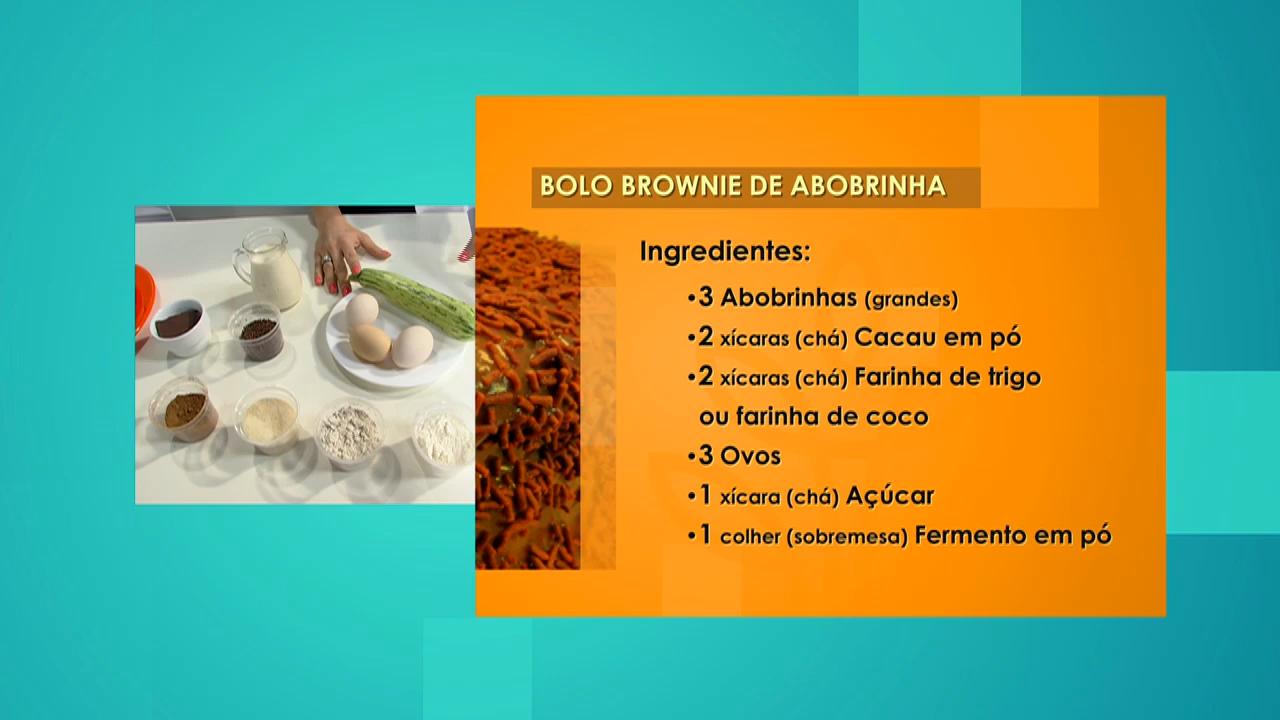 BOLO BROWNIE DE ABOBRINHA
Ingredientes:
•3 Abobrinhas (grandes)
•2 xícaras (chá) Cacau em pó
•2 xícaras (chá) Farinha de trigo
ou farinha de coco
•3 Ovos
•1 xícara (chá) Açúcar
•1 colher (sobremesa) Fermento em pó